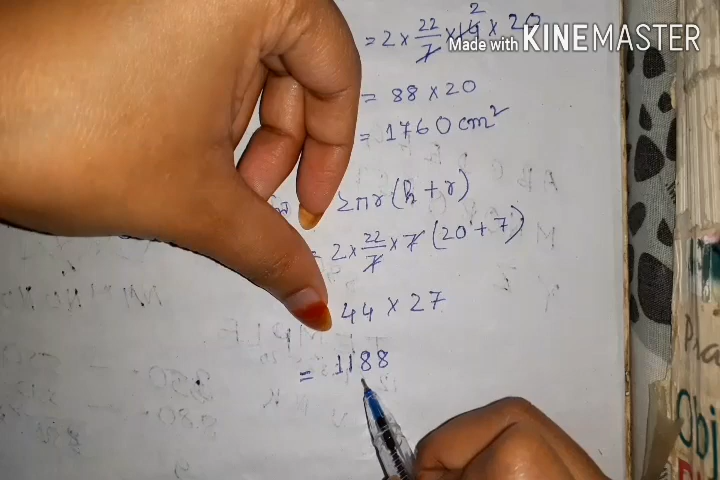 = 2 × 22/7 × 14 2 × 20
Made with KINEMASTER
= 88 × 20
= 1760 cm²
2πr (h + r)
= 2 × 22/7 × 7 (20 + 7)
44 × 27
= 1188
Obj